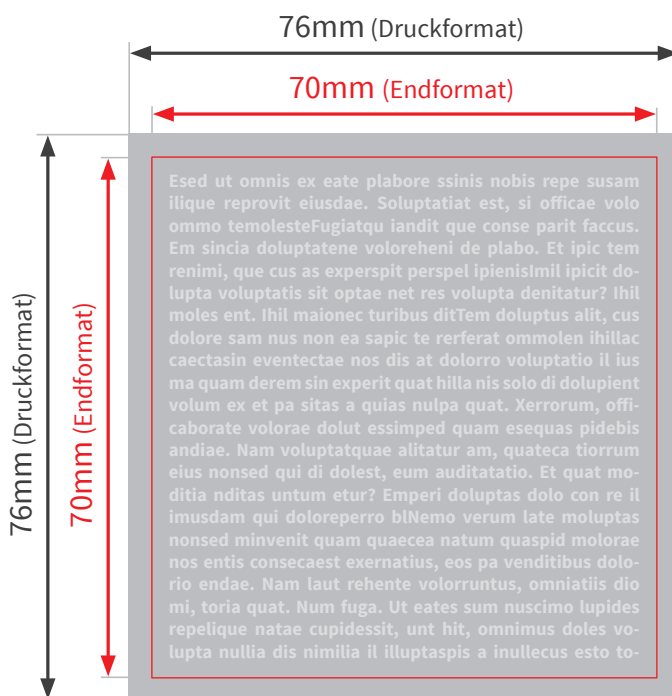 76mm (Druckformat)
70mm (Endformat)
76mm (Druckformat)
70mm (Endformat)
Esed ut omnis ex eate plabore ssinis nobis repe susam
ilique reprovit eiusdae. Soluptatiat est, si officae volo
ommo temolesteFugiatqu iandit que conse parit faccus.
Em sincia doluptatene voloreheni de plabo. Et ipic tem
renimi, que cus as experspit perspel ipienisImil ipicit do-
lupta voluptatis sit optae net res volupta denitatur? Ihil
moles ent. Ihil maionec turibus ditTem doluptus alit, cus
dolore sam nus non ea sapic te rerferat emmolen ihillac
caectasin eventectae nos dis at dolorro voluptatio il ius
ma quam derem sin experit quat hilla nis solo di dolupient
volum ex et pa sitas a quias nulpa quat. Xerrorum, offi-
caborate volorae dolut essimped quam esequas pidebis
andiae. Nam voluptatquae alitatur am, quateca tiorrum
eius nonsed qui di dolest, eum auditatatio. Et quat mo-
ditia nditas untum etur? Emperi doluptas dolo con re il
imusdam qui doloreperro blNemo verum late moluptas
nonsed minvenit quam quaecea natum quaspid molorae
nos entis consecaest exernatius, eos pa venditibus dolo-
rio endae. Nam laut rehente volorruntus, omniatiis dio
mi, toria quat. Num fuga. Ut eates sum nuscimo lupides
repelique natae cupidessit, unt hit, omnimus doles vo-
lupta nullia dis nimilia il illuptaspis a inullecus esto to-